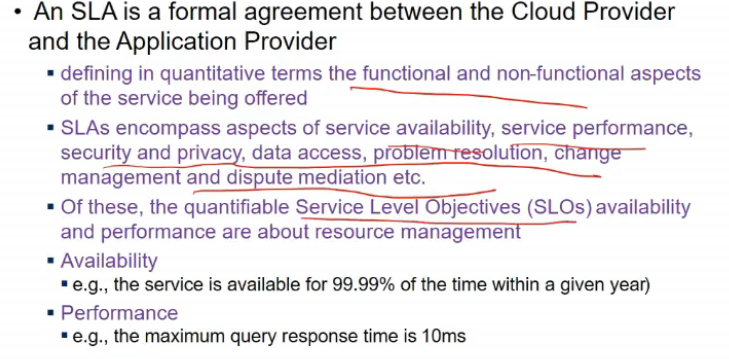 • An SLA is a formal agreement between the Cloud Provider
and the Application Provider
▪ defining in quantitative terms the functional and non-functional aspects
of the service being offered
▪ SLAs encompass aspects of service availability, service performance,
security and privacy, data access, problem resolution, change
management and dispute mediation etc.
▪ Of these, the quantifiable Service Level Objectives (SLOs) availability
and performance are about resource management
▪ Availability
▪ e.g., the service is available for 99.99% of the time within a given year)
▪ Performance
▪ e.g., the maximum query response time is 10ms